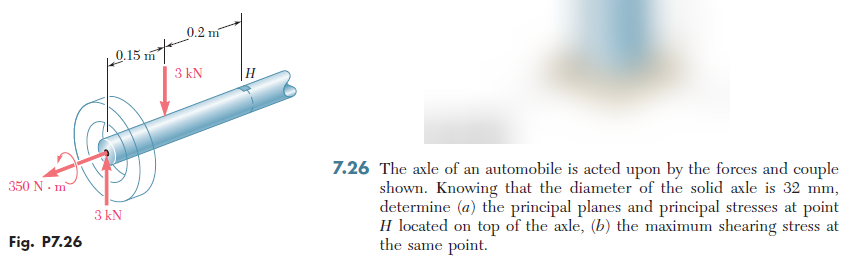 0.2 m
0.15 m
3 kN
H
350 N · m
3 kN
Fig. P7.26
7.26 The axle of an automobile is acted upon by the forces and couple
shown. Knowing that the diameter of the solid axle is 32 mm,
determine (a) the principal planes and principal stresses at point
H located on top of the axle, (b) the maximum shearing stress at
the same point.